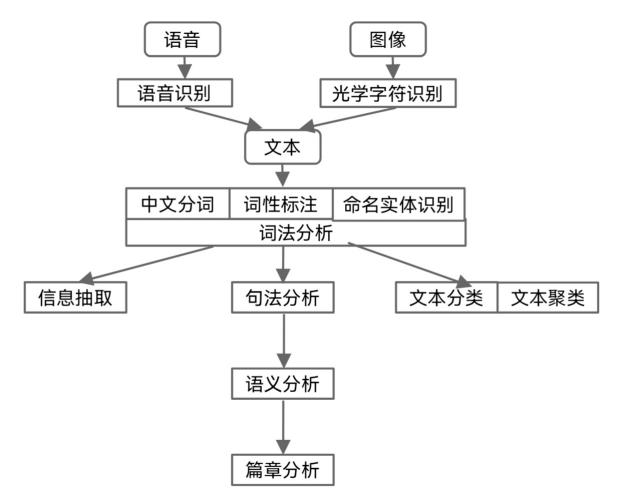 语音
图像
语音识别
光学字符识别
文本
中文分词
词性标注
命名实体识别
词法分析
信息抽取
句法分析
文本分类
文本聚类
语义分析
篇章分析